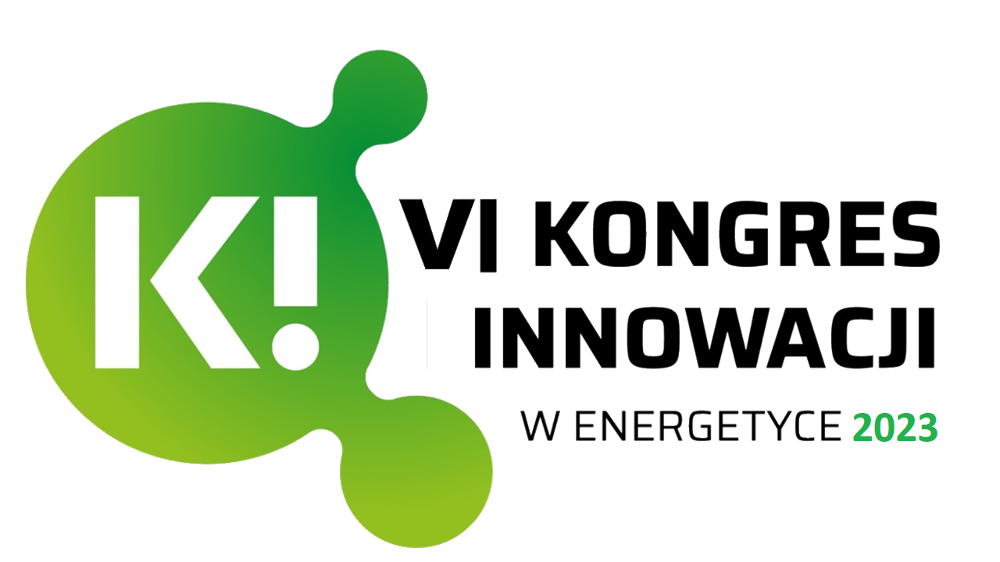 K!
VI KONGRES
INNOWACJI
W ENERGETYCE 2023